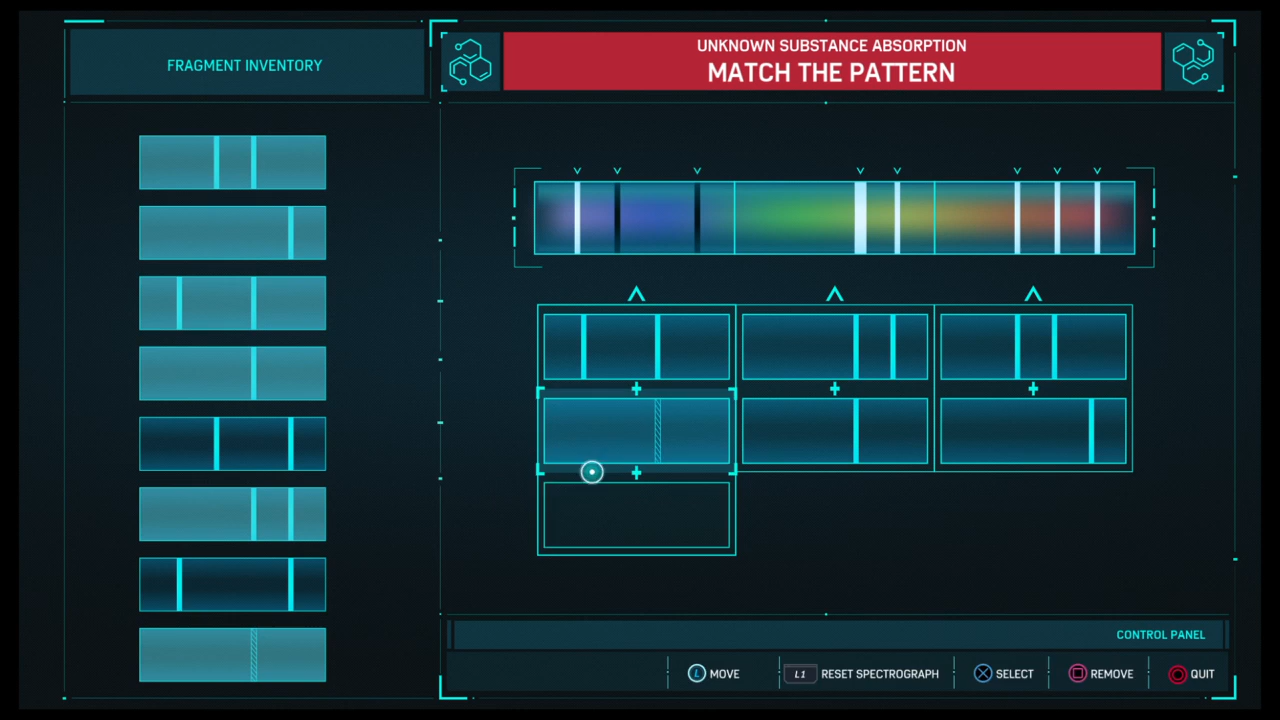 FRAGMENT INVENTORY
UNKNOWN SUBSTANCE ABSORPTION
MATCH THE PATTERN
CONTROL PANEL
L MOVE
L1 RESET SPECTROGRAPH
SELECT
REMOVE
QUIT